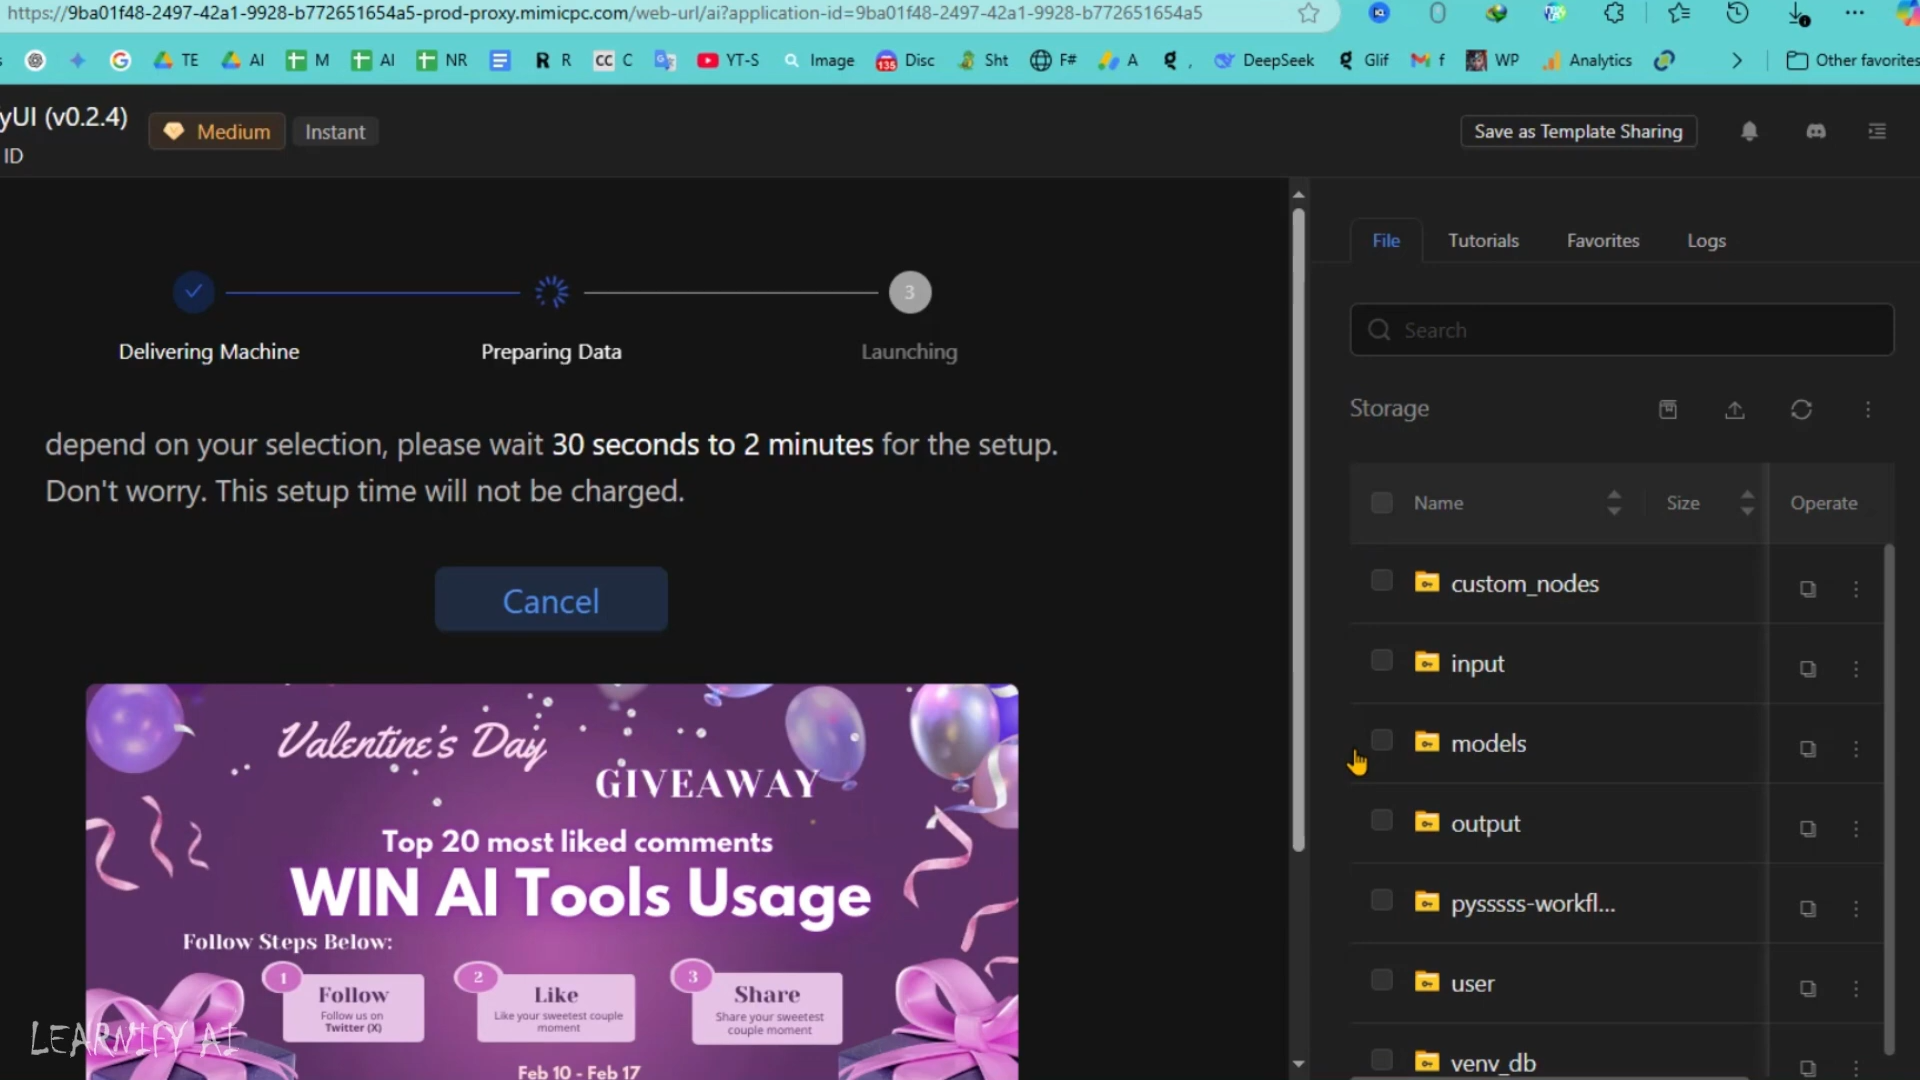 https://9ba01f48-2497-42a1-9928-b772651654a5-prod-proxy.mimicpc.com/web-url/ai?application-id=9ba01f48-2497-42a1-9928-b772651654a5
TE AI M AI NR R R CC C YT-S Image 135 Disc Sht F# A g , DeepSeek g Glif f WP Analytics Other favorites
yUI (v0.2.4)
ID
Medium
Instant
Save as Template Sharing
File
Tutorials
Favorites
Logs
3
Delivering Machine
Preparing Data
Launching
Search
Storage
depend on your selection, please wait 30 seconds to 2 minutes for the setup.
Don't worry. This setup time will not be charged.
Cancel
Name
Size
Operate
custom_nodes
input
models
output
pysssss-workfl...
user
venv_db
Valentine's Day
GIVEAWAY
Top 20 most liked comments
WIN AI Tools Usage
Follow Steps Below:
1
Follow
Follow us on
Twitter (X)
2
Like
Like your sweetest couple
moment
3
Share
Share your sweetest
couple moment
Feb 10 - Feb 17
LEARNIFY AI